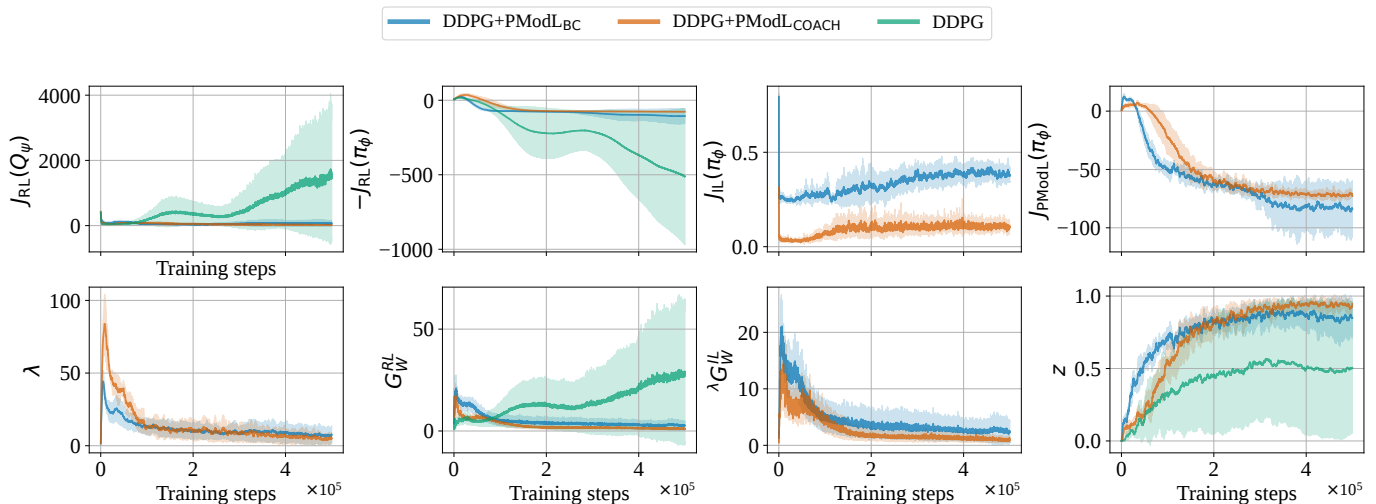 DDPG+PModL_BC DDPG+PModL_COACH DDPG
4000
2000
0
J_RL(Q_ψ)
Training steps
0
−500
−1000
−J_RL(π_ϕ)
0.5
0.0
J_IL(π_ϕ)
0
−50
−100
J_PModL(π_ϕ)
100
50
0
λ
0 2 4
Training steps ×10^5
50
0
G_W^RL
0 2 4
Training steps ×10^5
20
10
0
λG_W^IL
0 2 4
Training steps ×10^5
1.0
0.5
0.0
z
0 2 4
Training steps ×10^5